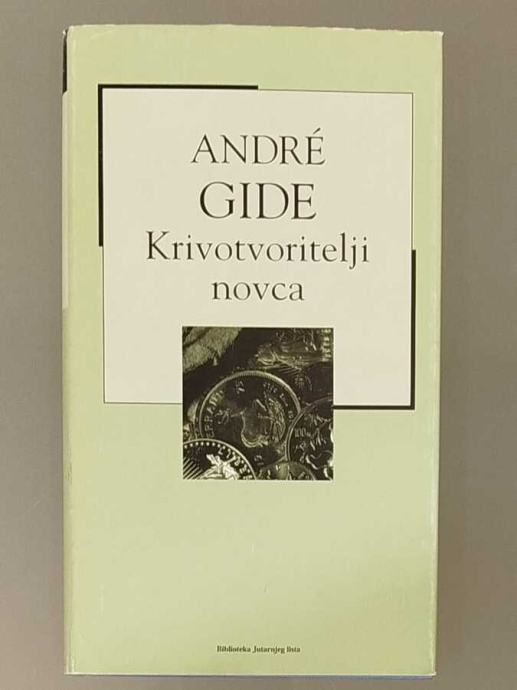 ANDRÉ
GIDE
Krivotvoritelji
novca
Biblioteka Jutarnjeg lista